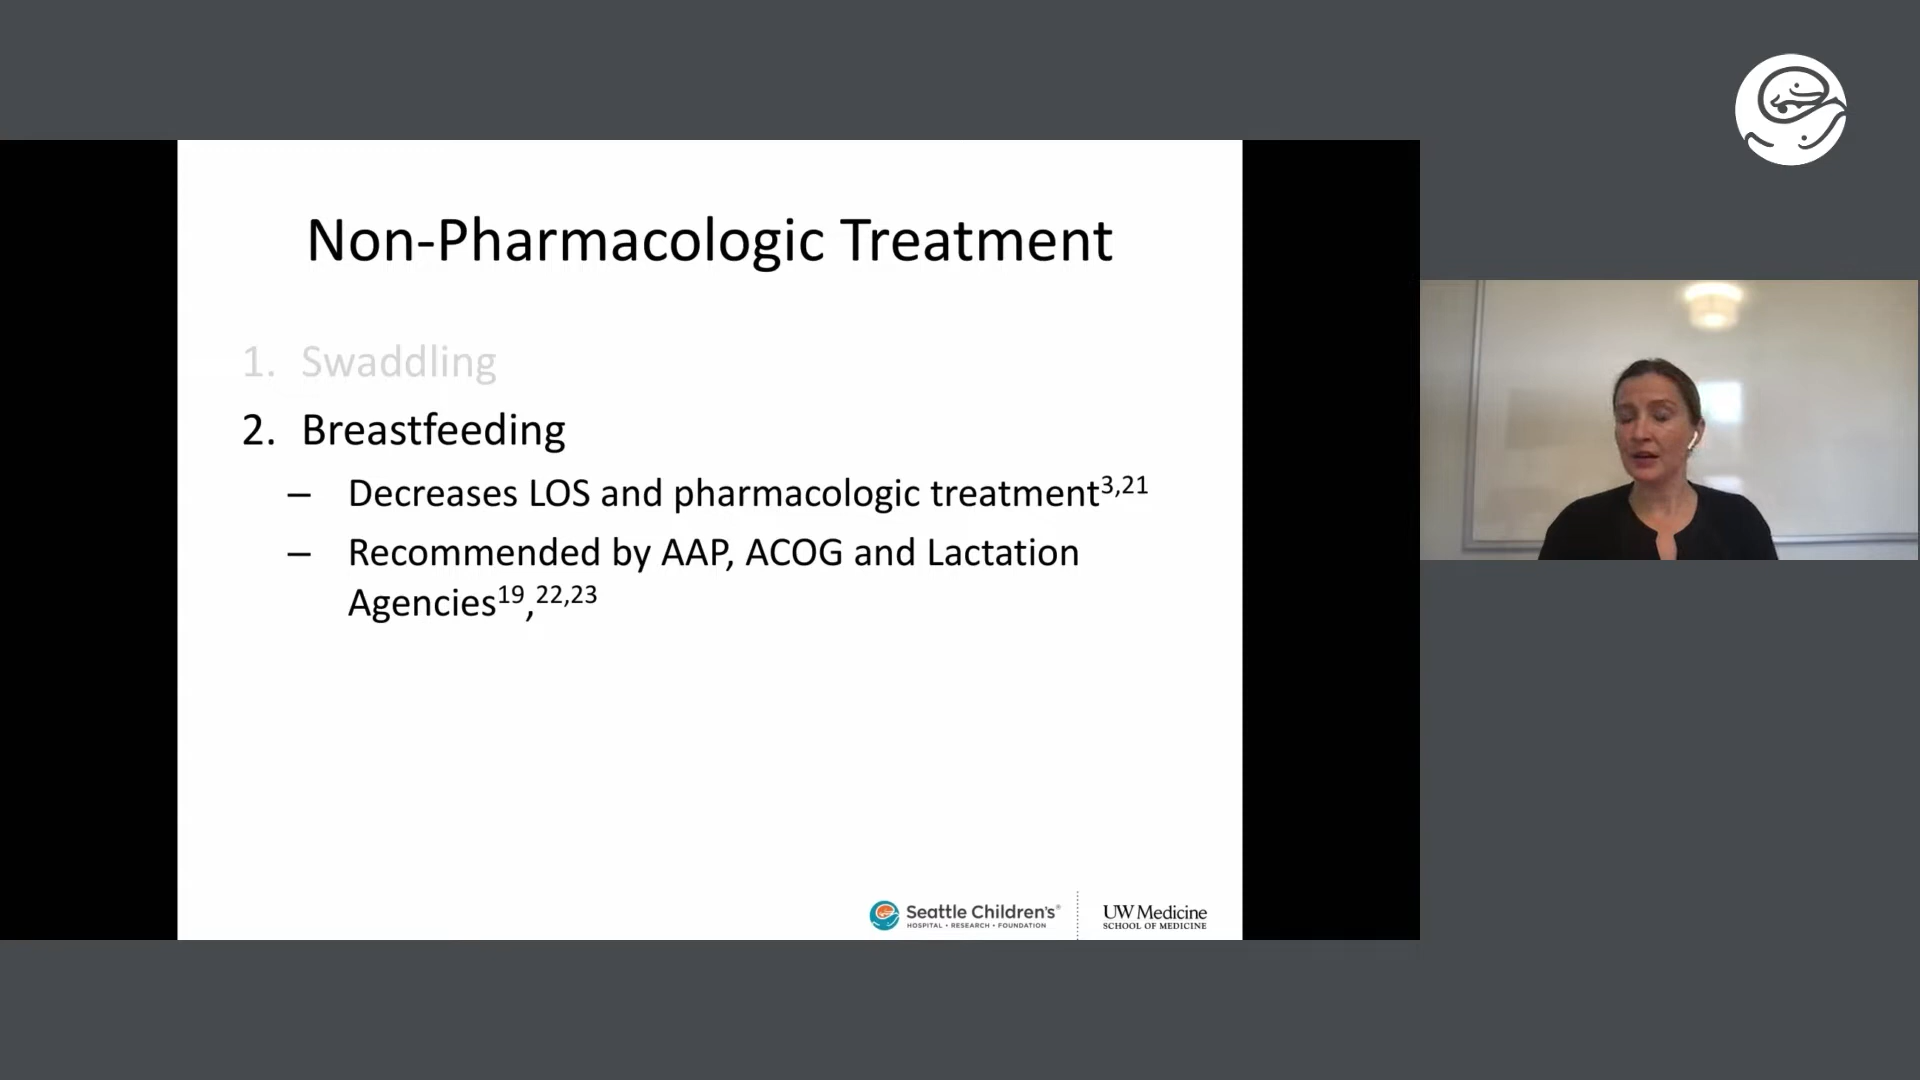 Non-Pharmacologic Treatment
1. Swaddling
2. Breastfeeding
– Decreases LOS and pharmacologic treatment3,21
– Recommended by AAP, ACOG and Lactation
Agencies19,22,23
Seattle Children's®
HOSPITAL • RESEARCH • FOUNDATION
UW Medicine
SCHOOL OF MEDICINE